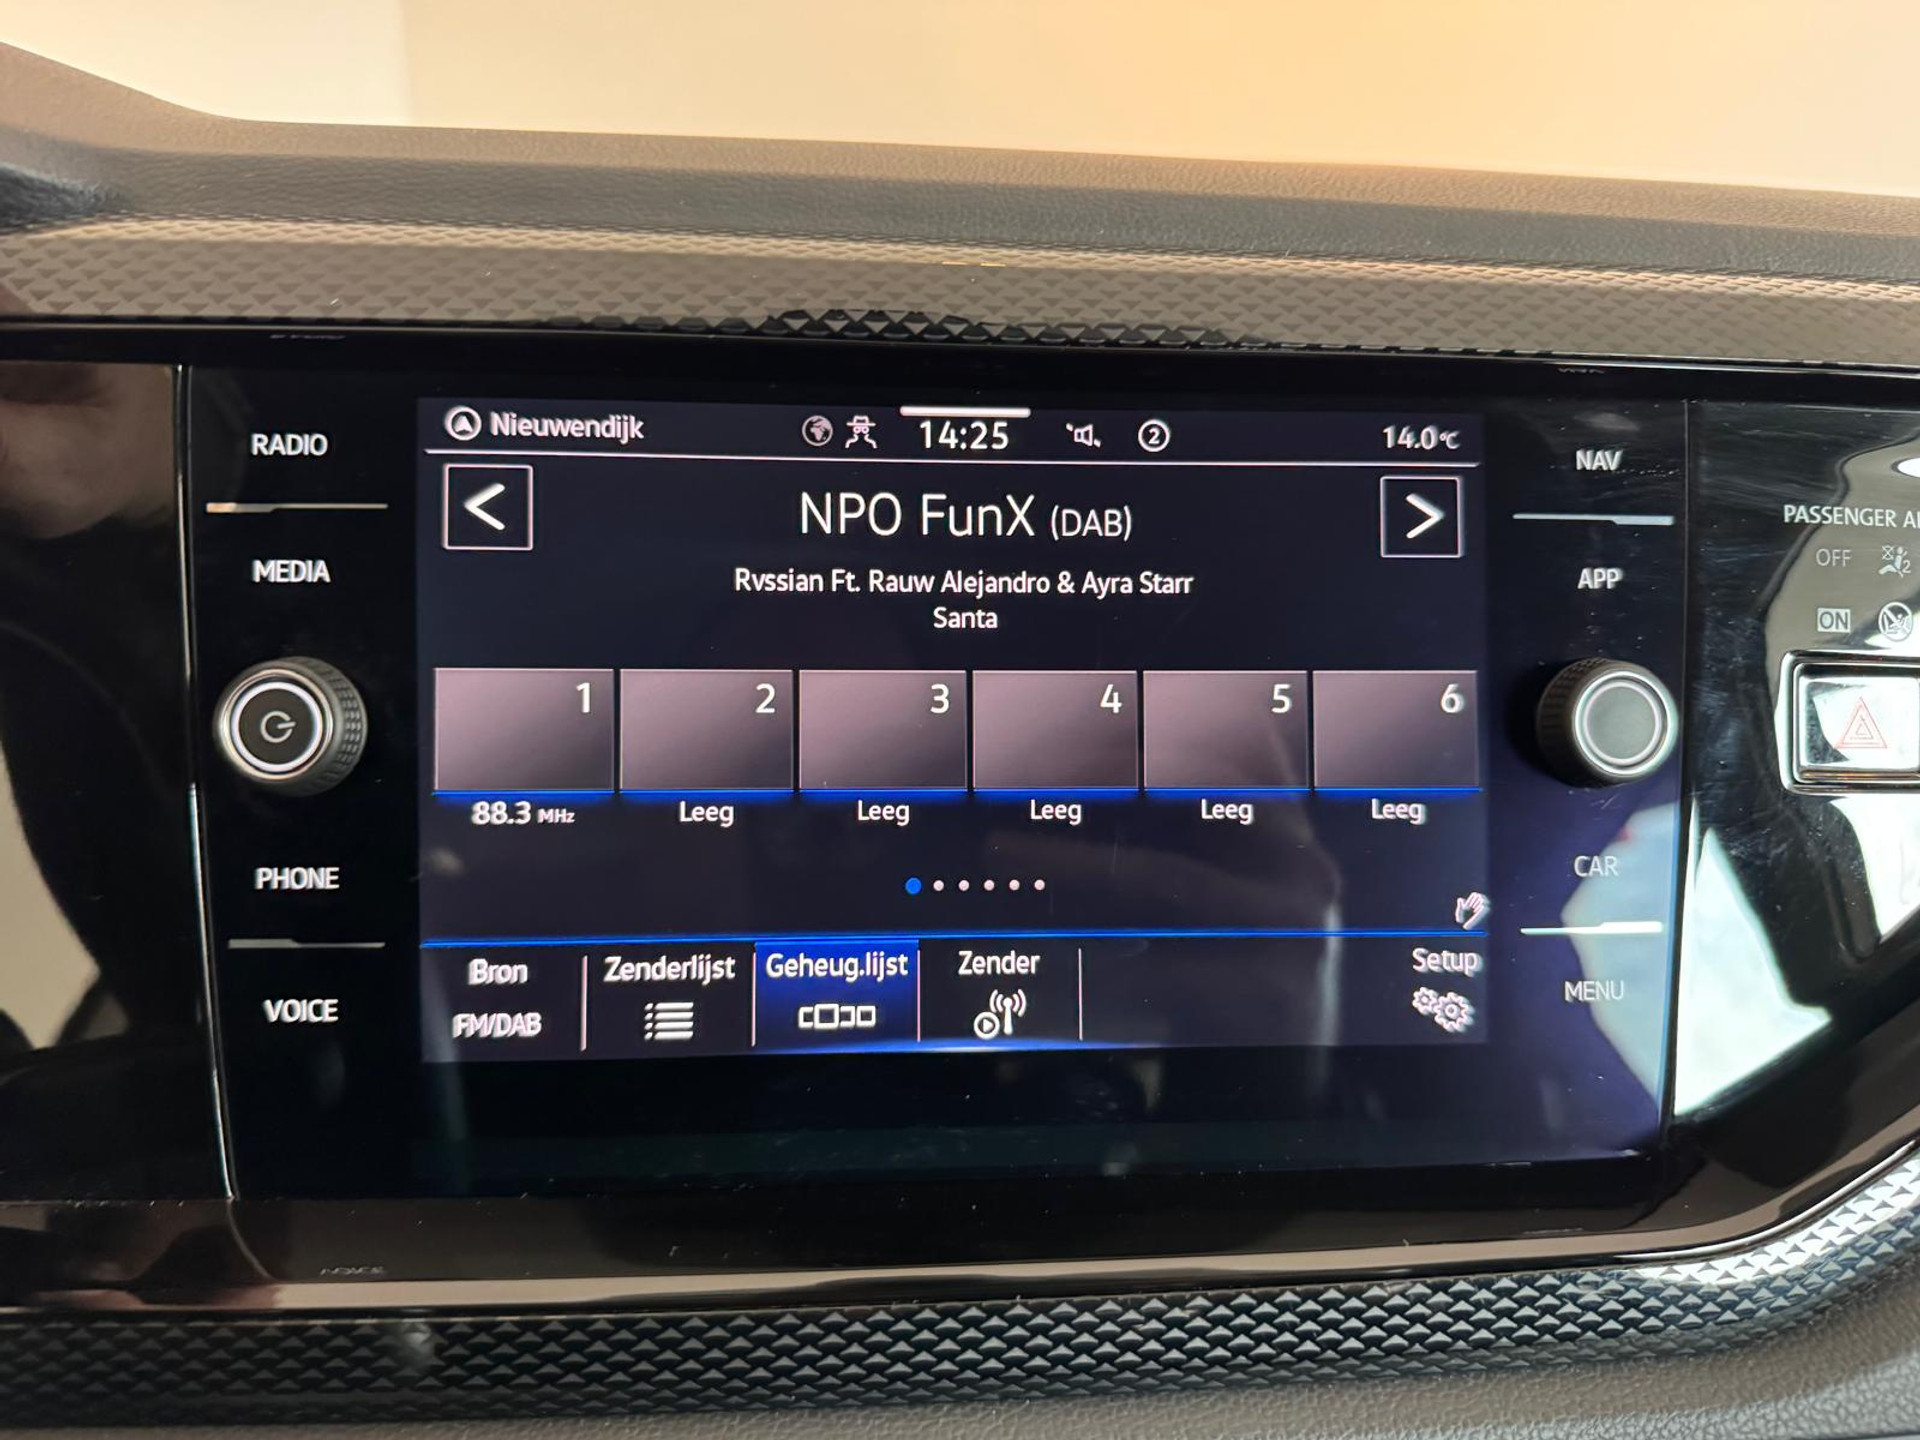 RADIO
MEDIA
PHONE
VOICE
Nieuwendijk
14:25
2
14.0°C
<
NPO FunX (DAB)
>
Rvssian Ft. Rauw Alejandro & Ayra Starr
Santa
1
2
3
4
5
6
88.3 MHz
Leeg
Leeg
Leeg
Leeg
Leeg
Bron
FM/DAB
Zenderlijst
Geheug.lijst
Zender
Setup
NAV
APP
CAR
MENU
PASSENGER
OFF
2
ON